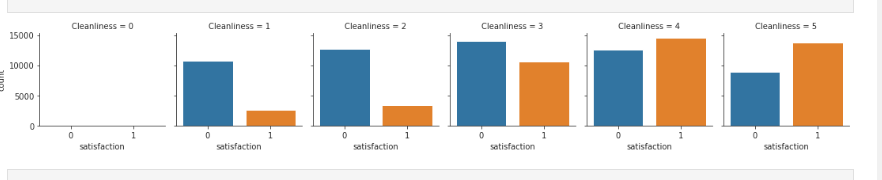 Cleanliness = 0 Cleanliness = 1 Cleanliness = 2 Cleanliness = 3 Cleanliness = 4 Cleanliness = 5
15000
10000
5000
0
count
0 1 0 1 0 1 0 1 0 1 0 1
satisfaction satisfaction satisfaction satisfaction satisfaction satisfaction